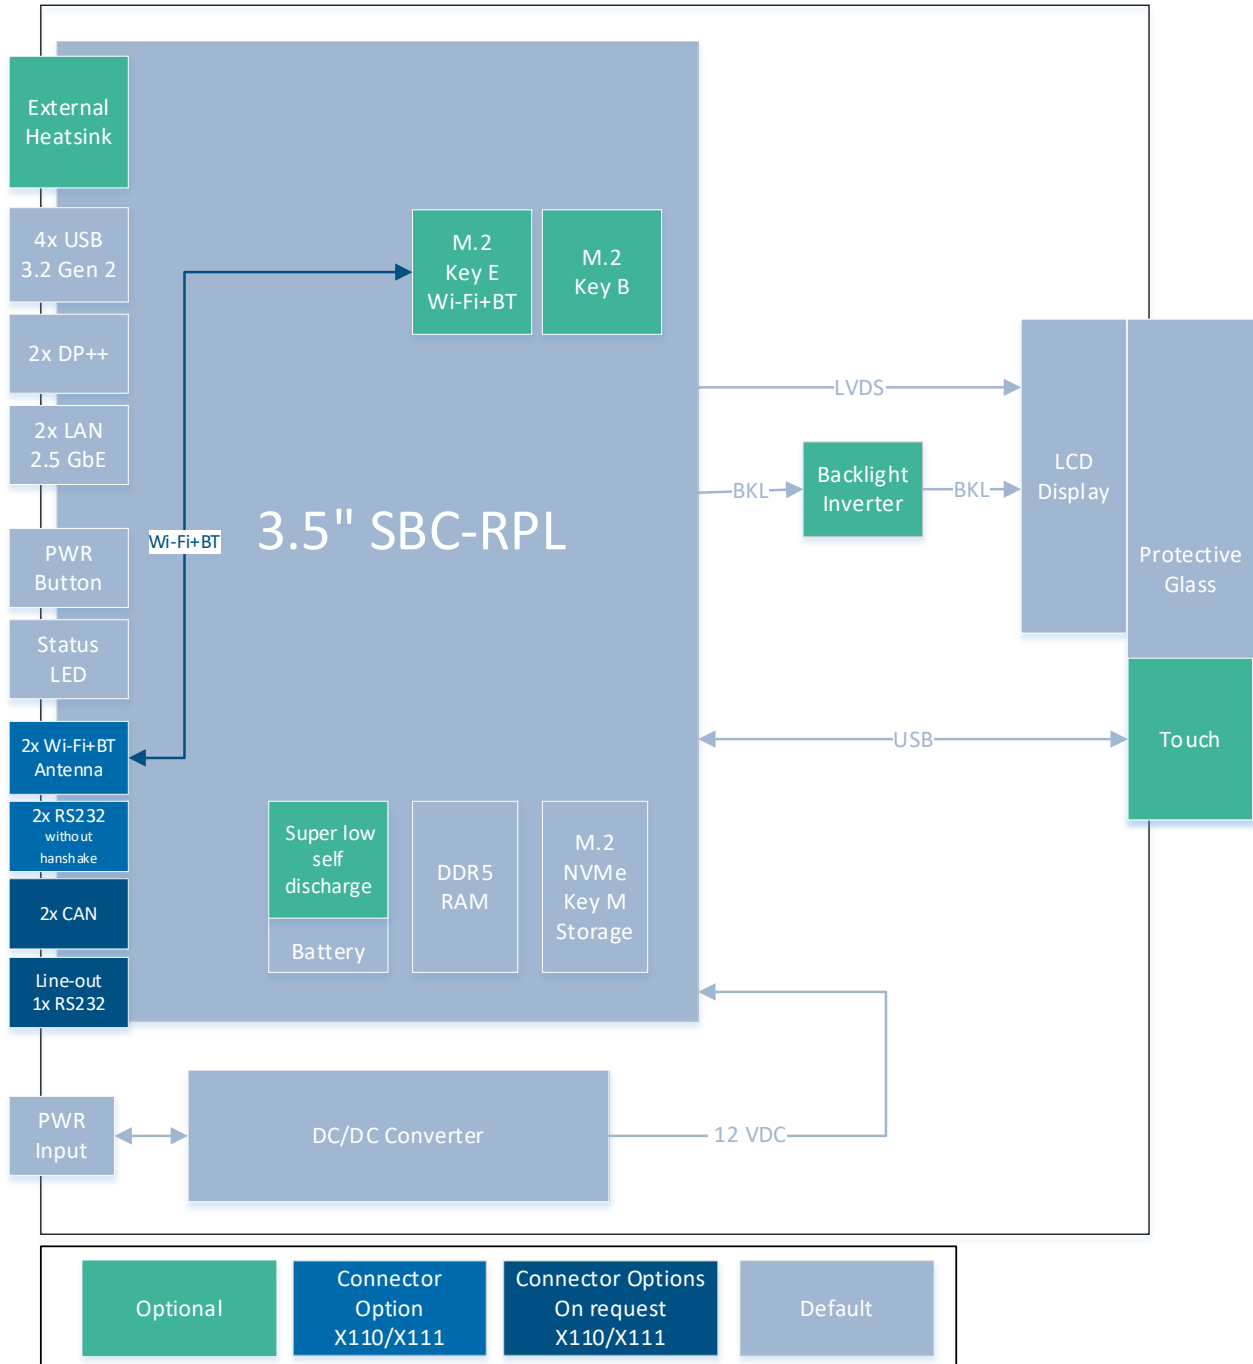 External
Heatsink
4x USB
3.2 Gen 2
2x DP++
2x LAN
2.5 GbE
PWR
Button
Status
LED
2x Wi-Fi+BT
Antenna
2x RS232
without
hanshake
2x CAN
Line-out
1x RS232
PWR
Input
Wi-Fi+BT
3.5" SBC-RPL
M.2
Key E
Wi-Fi+BT
M.2
Key B
Super low
self
discharge
Battery
DDR5
RAM
M.2
NVMe
Key M
Storage
DC/DC Converter
12 VDC
LVDS
BKL
Backlight
Inverter
BKL
LCD
Display
Protective
Glass
USB
Touch
Optional
Connector
Option
X110/X111
Connector Options
On request
X110/X111
Default